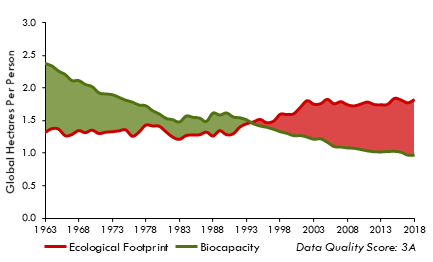 Global Hectares Per Person
3.0
2.5
2.0
1.5
1.0
0.5
0.0
1963 1968 1973 1978 1983 1988 1993 1998 2003 2008 2013 2018
Ecological Footprint Biocapacity Data Quality Score: 3A